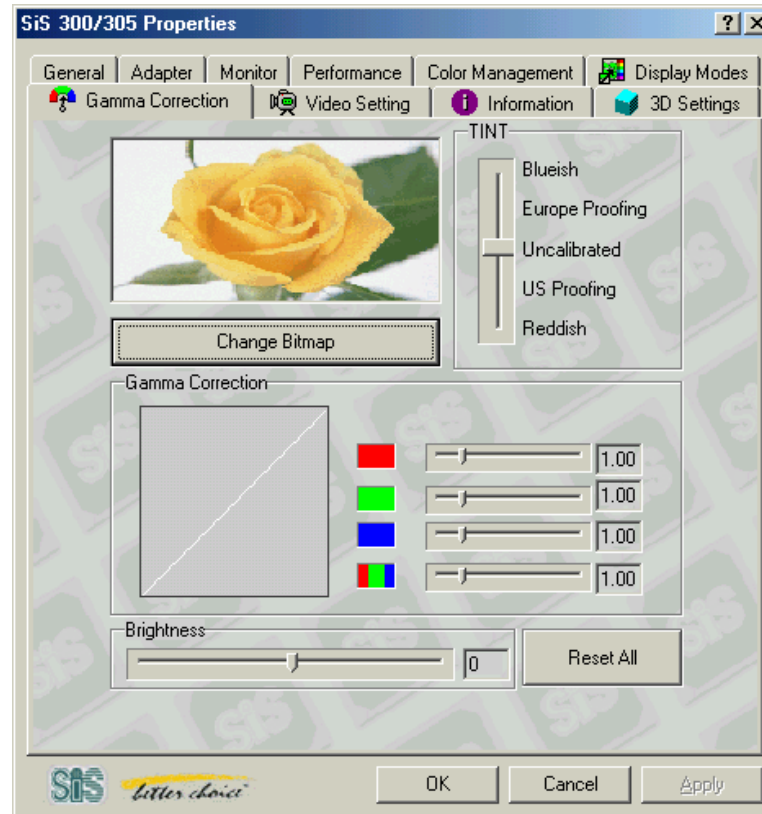 SiS 300/305 Properties
General Adapter Monitor Performance Color Management Display Modes
Gamma Correction Video Setting Information 3D Settings
TINT
Blueish
Europe Proofing
Uncalibrated
US Proofing
Reddish
Change Bitmap
Gamma Correction
1.00
1.00
1.00
1.00
Brightness
0
Reset All
SiS better choice
OK Cancel Apply